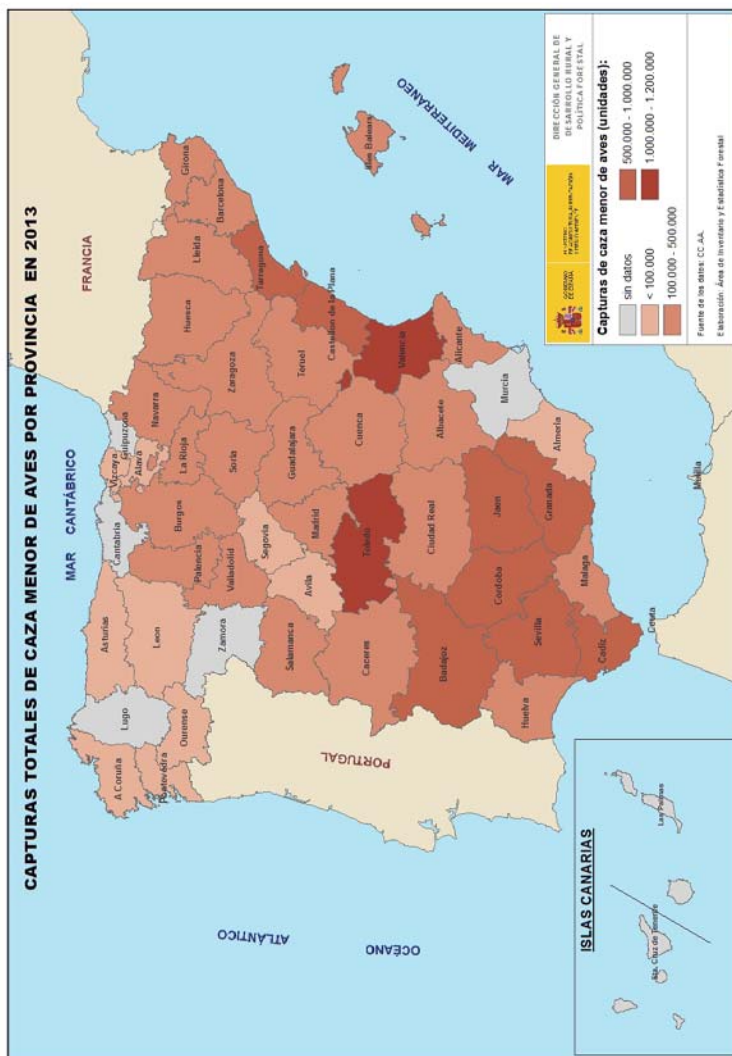 CAPTURAS TOTALES DE CAZA MENOR DE AVES POR PROVINCIA EN 2013
MAR CANTÁBRICO
FRANCIA
OCÉANO
ATLÁNTICO
PORTUGAL
MAR
MEDITERRÁNEO
A Coruña
Lugo
Pontevedra
Ourense
Asturias
Cantabria
Vizcaya
Guipuzcoa
Alava
Navarra
Leon
Palencia
Burgos
La Rioja
Huesca
Lleida
Girona
Barcelona
Zamora
Valladolid
Soria
Zaragoza
Tarragona
Salamanca
Avila
Segovia
Guadalajara
Teruel
Madrid
Castellon de la Plana
Illes Balears
Caceres
Toledo
Cuenca
Valencia
Badajoz
Ciudad Real
Albacete
Alicante
Huelva
Sevilla
Cordoba
Jaen
Murcia
Granada
Almeria
Cadiz
Malaga
Ceuta
Melilla
ISLAS CANARIAS
Sta. Cruz de Tenerife
Las Palmas
GOBIERNO
DE ESPAÑA
DIRECCIÓN GENERAL DE
DESARROLLO RURAL Y
POLÍTICA FORESTAL
Capturas de caza menor de aves (unidades):
sin datos
< 100.000
100.000 - 500.000
500.000 - 1.000.000
1.000.000 - 1.200.000
Fuente de los datos: CC.AA.
Elaboración: Área de Inventario y Estadística Forestal